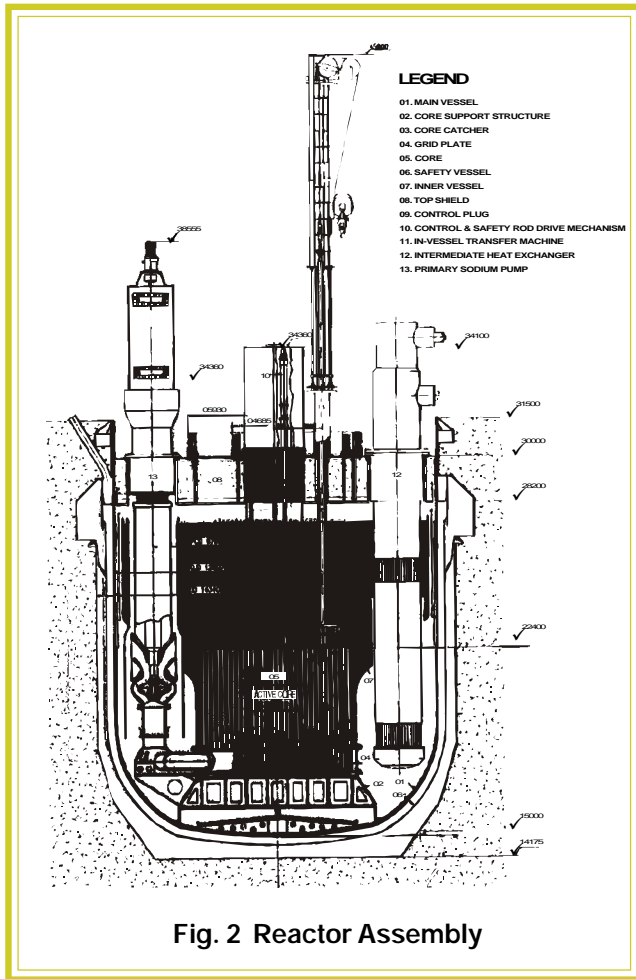 LEGEND
01. MAIN VESSEL
02. CORE SUPPORT STRUCTURE
03. CORE CATCHER
04. GRID PLATE
05. CORE
06. SAFETY VESSEL
07. INNER VESSEL
08. TOP SHIELD
09. CONTROL PLUG
10. CONTROL & SAFETY ROD DRIVE MECHANISM
11. IN-VESSEL TRANSFER MACHINE
12. INTERMEDIATE HEAT EXCHANGER
13. PRIMARY SODIUM PUMP
38555
34360
34100
34380
10
05930
04685
31500
30000
13
08
12
28200
22400
05
07
ACTIVE CORE
04
02
01
06
15000
14175
Fig. 2 Reactor Assembly